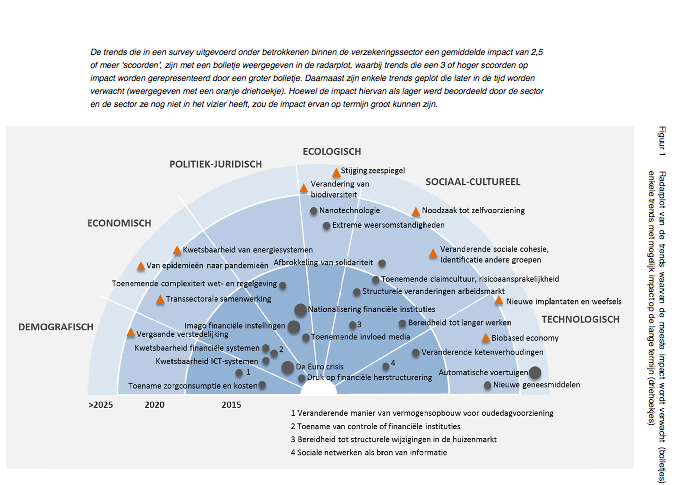 De trends die in een survey uitgevoerd onder betrokkenen binnen de verzekeringssector een gemiddelde impact van 2,5
of meer 'scoorden', zijn met een bolletje weergegeven in de radarplot, waarbij trends die een 3 of hoger scoorden op
impact worden gerepresenteerd door een groter bolletje. Daarnaast zijn enkele trends geplot die later in de tijd worden
verwacht (weergegeven met een oranje driehoekje). Hoewel de impact hiervan als lager werd beoordeeld door de sector
en de sector ze nog niet in het vizier heeft, zou de impact ervan op termijn groot kunnen zijn.
Figuur 1 Radarplot van de trends waarvan de meeste impact wordt verwacht (bolletjes)
enkele trends met mogelijk impact op de lange termijn (driehoekjes)
ECOLOGISCH
POLITIEK-JURIDISCH
Stijging zeespiegel
SOCIAAL-CULTUREEL
Verandering van
biodiversiteit
Nanotechnologie
Noodzaak tot zelfvoorziening
ECONOMISCH
Extreme weersomstandigheden
Kwetsbaarheid van energiesystemen
Veranderende sociale cohesie,
Identificatie andere groepen
Van epidemieën naar pandemieën
Afbrokkeling van solidariteit
Toenemende complexiteit wet- en regelgeving
Toenemende claimcultuur, risicoaansprakelijkheid
Structurele veranderingen arbeidsmarkt
Transsectorale samenwerking
Nieuwe implantaten en weefsels
Nationalisering financiële instituties
TECHNOLOGISCH
DEMOGRAFISCH
Imago financiële instellingen
3
Bereidheid tot langer werken
Vergaande verstedelijking
Toenemende invloed media
Biobased economy
Kwetsbaarheid financiële systemen
2
Veranderende ketenverhoudingen
Kwetsbaarheid ICT-systemen
De Euro crisis
4
1
Automatische voertuigen
Druk op financiële herstructurering
Toename zorgconsumptie en kosten
Nieuwe geneesmiddelen
>2025 2020 2015
1 Veranderende manier van vermogensopbouw voor oudedagvoorziening
2 Toename van controle of financiële instituties
3 Bereidheid tot structurele wijzigingen in de huizenmarkt
4 Sociale netwerken als bron van informatie